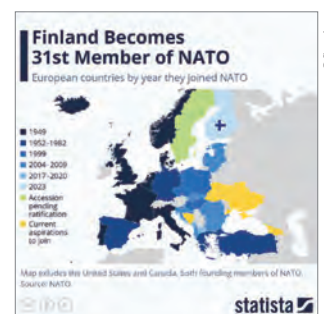 Finland Becomes
31st Member of NATO
European countries by year they joined NATO
1949
1952-1982
1999
2004-2009
2017-2020
2023
Accession
pending
ratification
Current
aspirations
to join
Map exludes the United States and Canada, both founding members of NATO.
Source: NATO
statista